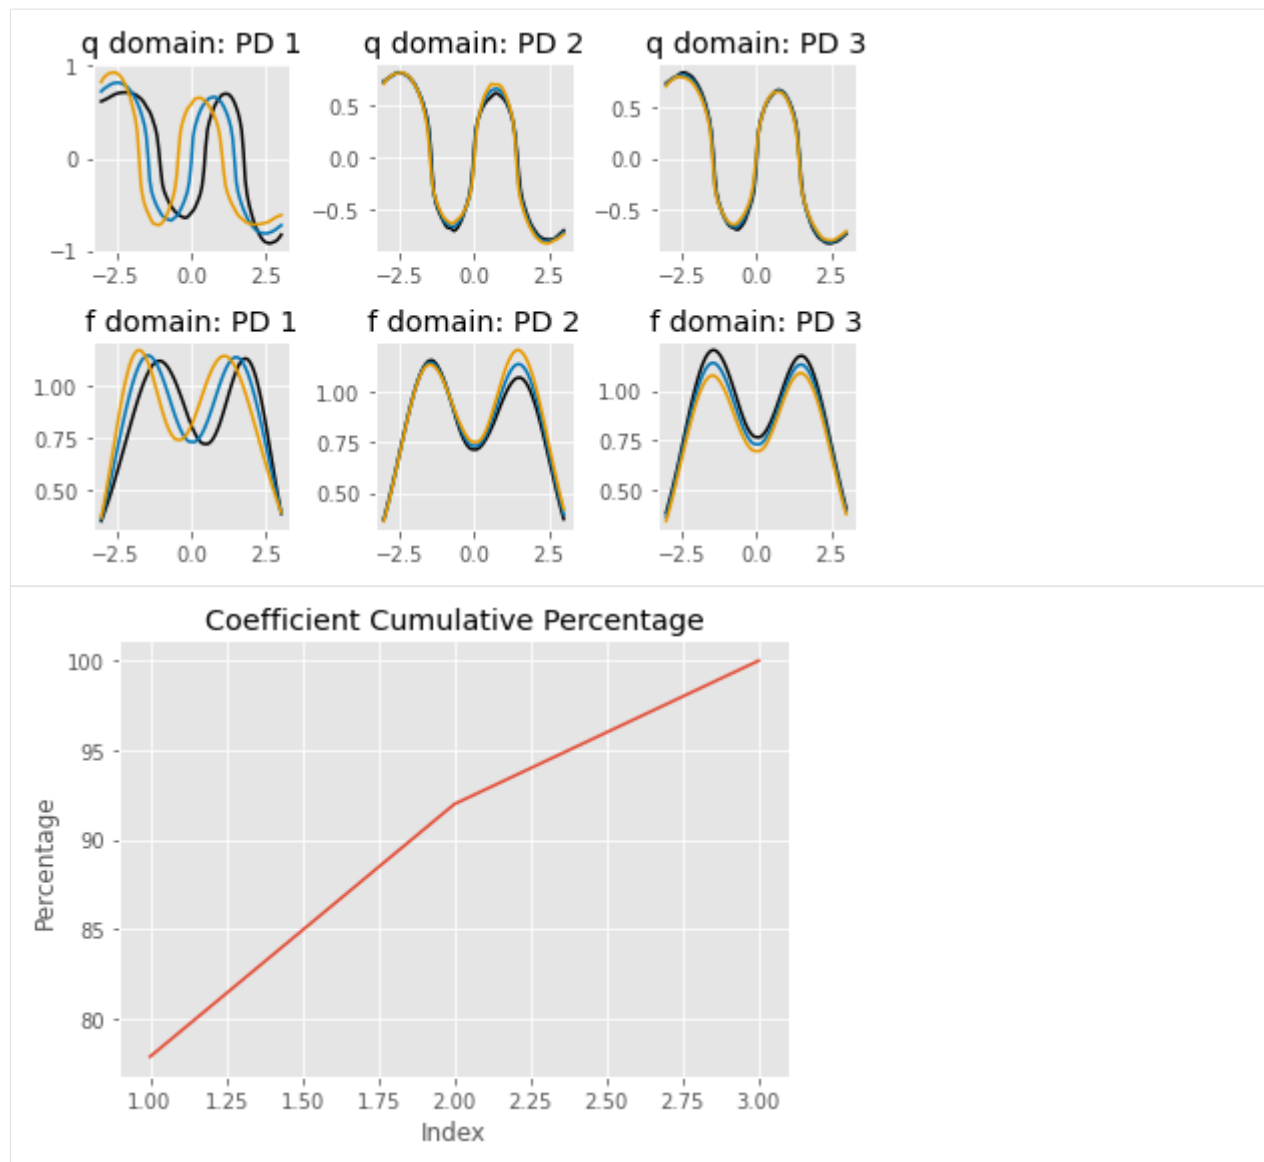 q domain: PD 1 q domain: PD 2 q domain: PD 3
1
0
−1
0.5
0.0
−0.5
0.5
0.0
−0.5
−2.5 0.0 2.5 −2.5 0.0 2.5 −2.5 0.0 2.5
f domain: PD 1 f domain: PD 2 f domain: PD 3
1.00
0.75
0.50
1.00
0.75
0.50
1.00
0.75
0.50
−2.5 0.0 2.5 −2.5 0.0 2.5 −2.5 0.0 2.5
Coefficient Cumulative Percentage
100
95
90
85
80
Percentage
1.00 1.25 1.50 1.75 2.00 2.25 2.50 2.75 3.00
Index